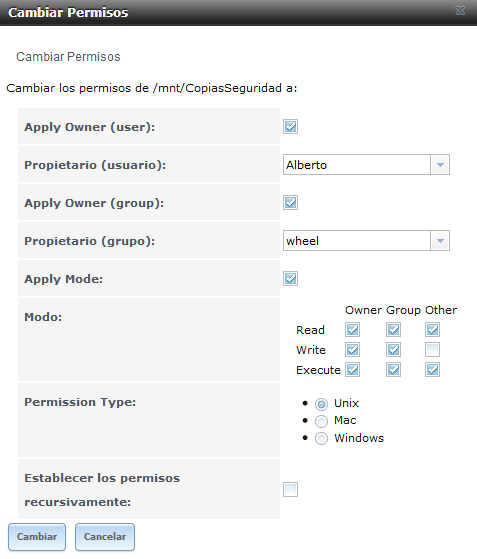 Cambiar Permisos
Cambiar Permisos
Cambiar los permisos de /mnt/CopiasSeguridad a:
Apply Owner (user):
Propietario (usuario): Alberto
Apply Owner (group):
Propietario (grupo): wheel
Apply Mode:
Modo: Owner Group Other
Read
Write
Execute
Permission Type: Unix
Mac
Windows
Establecer los permisos
recursivamente:
Cambiar Cancelar